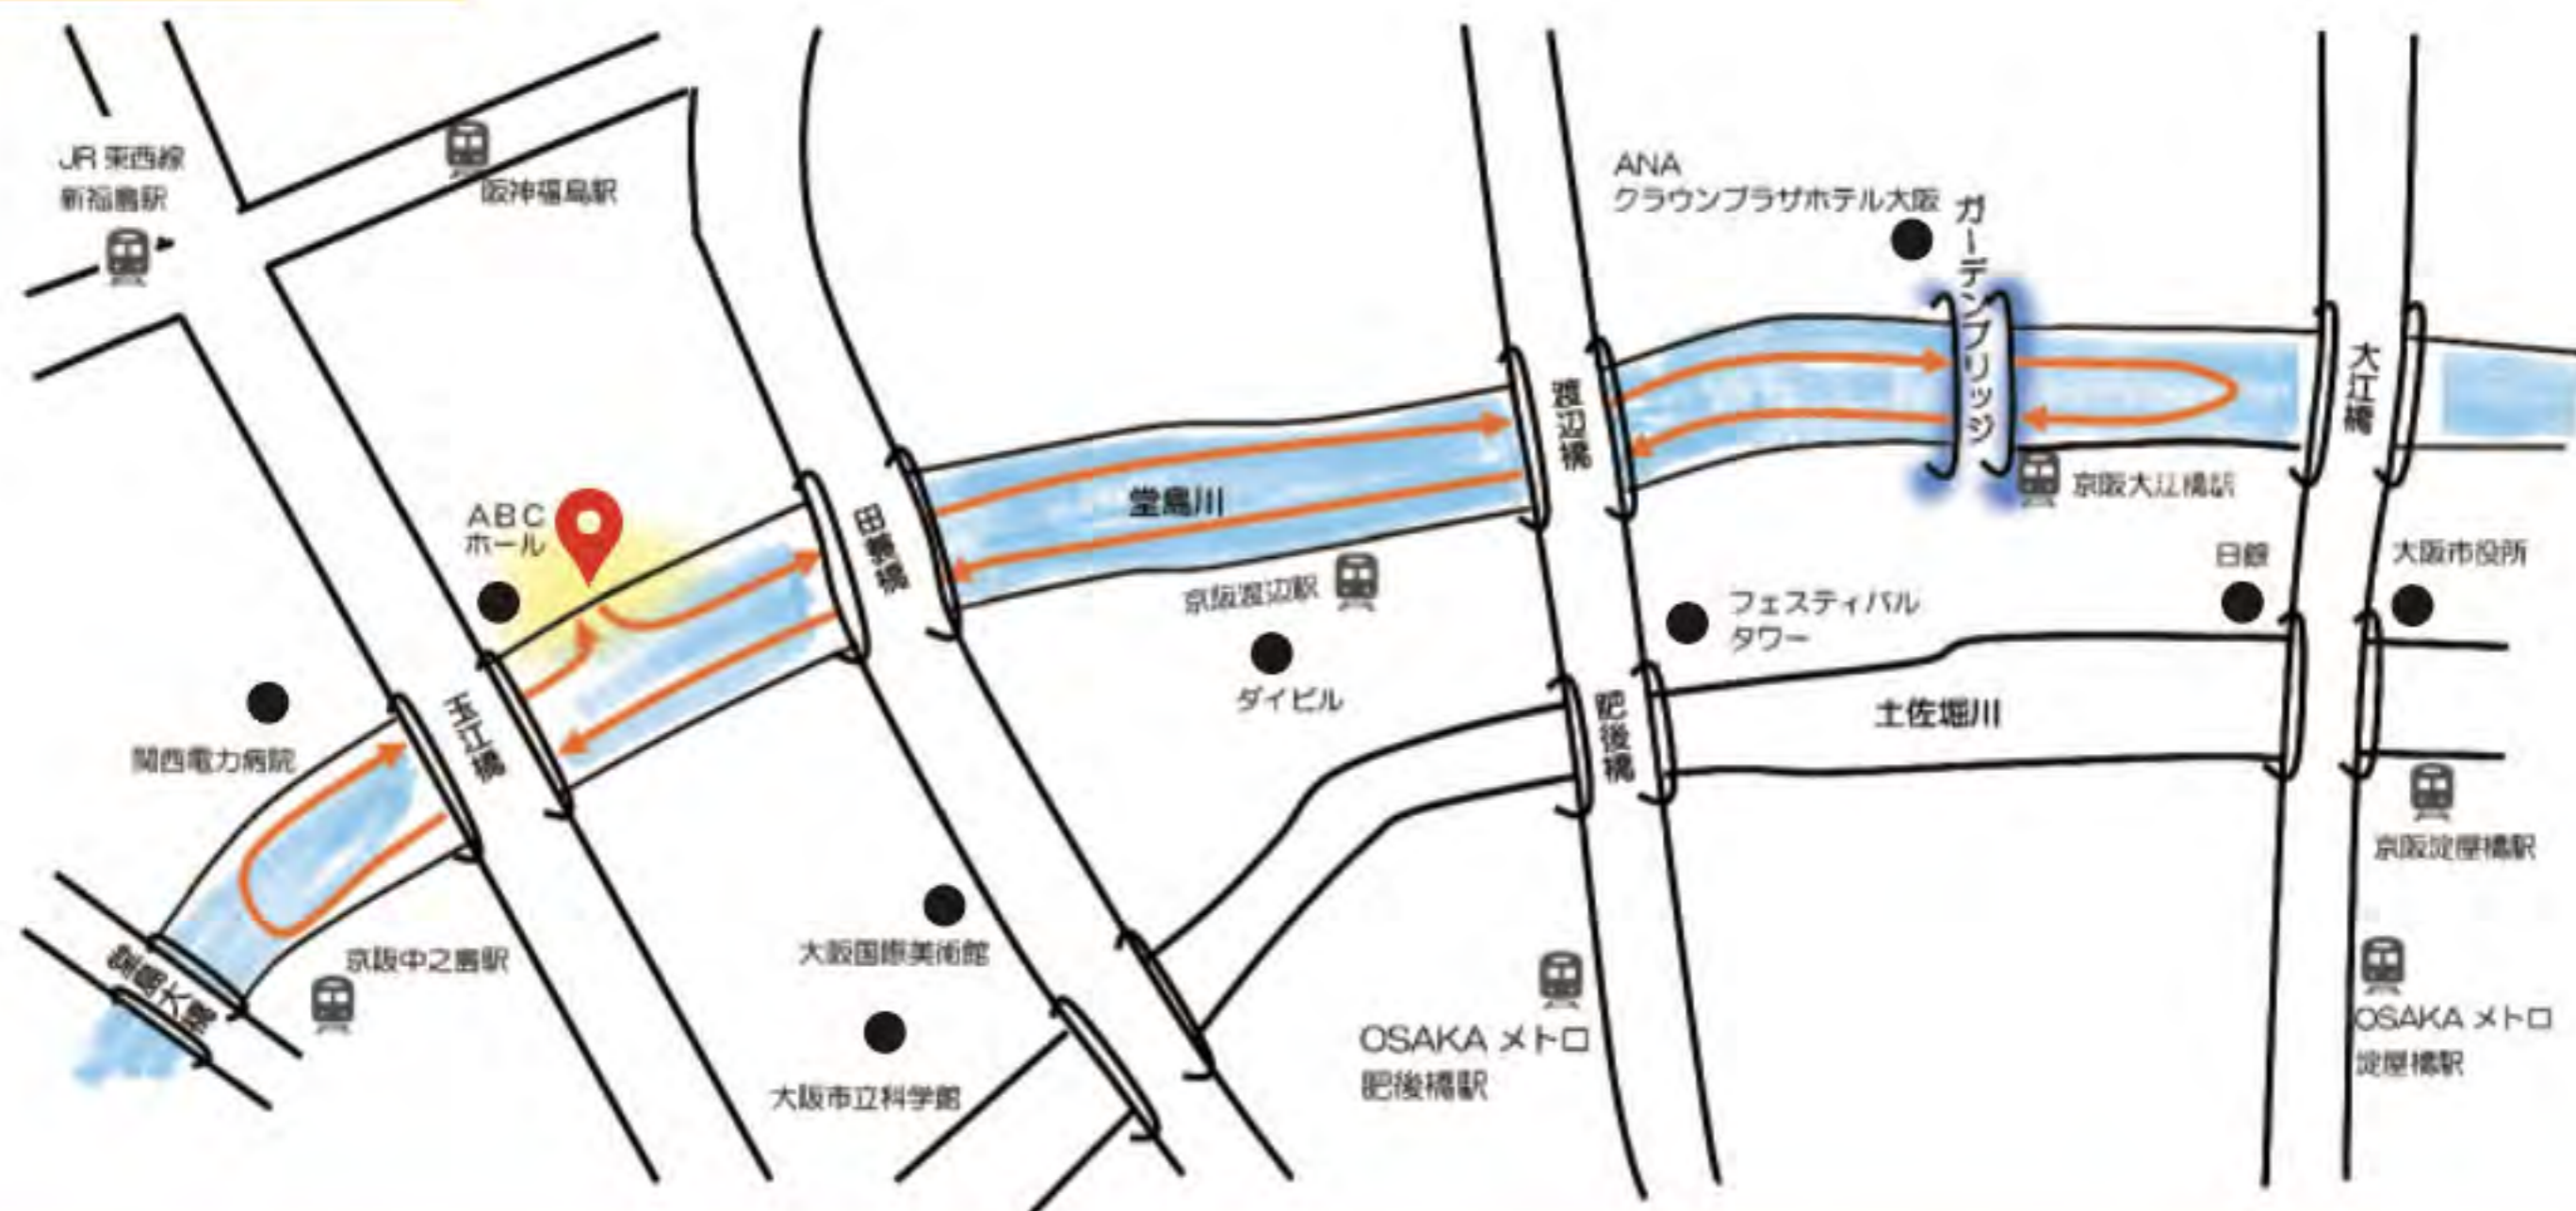 JR 東西線
新福島駅
阪神福島駅
ABC
ホール
関西電力病院
玉江橋
田蓑橋
堂島川
渡辺橋
ANA
クラウンプラザホテル大阪
ガーデンブリッジ
大江橋
京阪大江橋駅
日銀
大阪市役所
京阪渡辺駅
ダイビル
フェスティバル
タワー
肥後橋
土佐堀川
京阪淀屋橋駅
京阪中之島駅
堂島大橋
大阪国際美術館
大阪市立科学館
OSAKA メトロ
肥後橋駅
OSAKA メトロ
淀屋橋駅